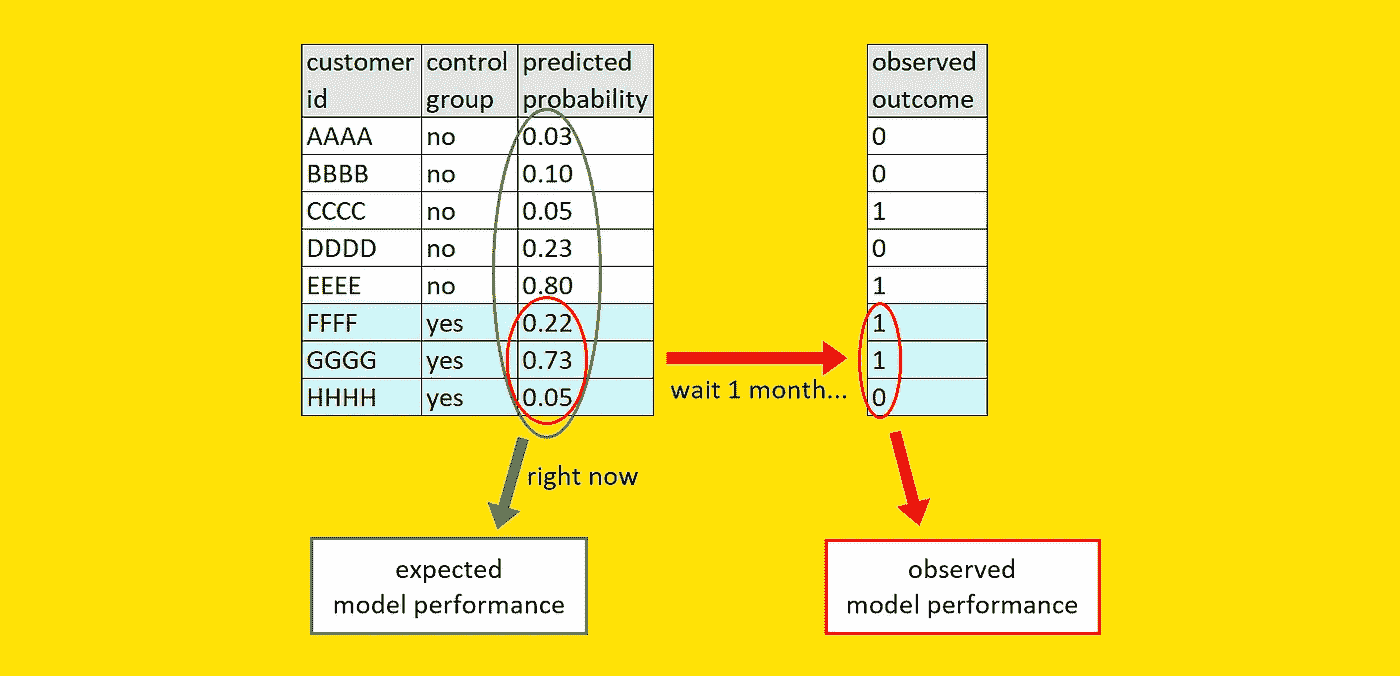 customer id control group predicted probability observed outcome
AAAA no 0.03 0
BBBB no 0.10 0
CCCC no 0.05 1
DDDD no 0.23 0
EEEE no 0.80 1
FFFF yes 0.22 1
GGGG yes 0.73 1
HHHH yes 0.05 0
wait 1 month...
right now
expected
model performance
observed
model performance